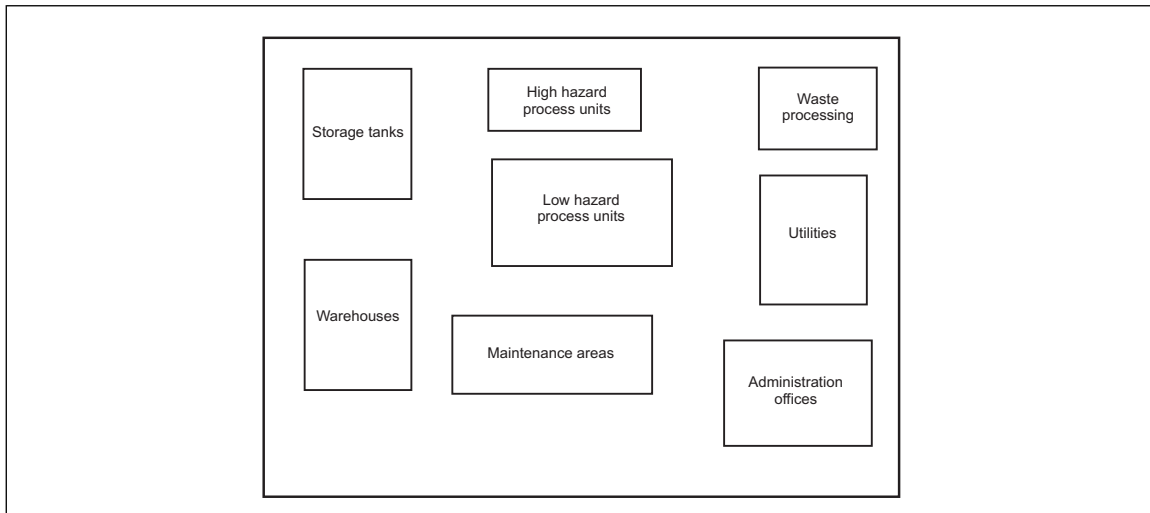 High hazard
process units
Waste
processing
Storage tanks
Low hazard
process units
Utilities
Warehouses
Maintenance areas
Administration
offices